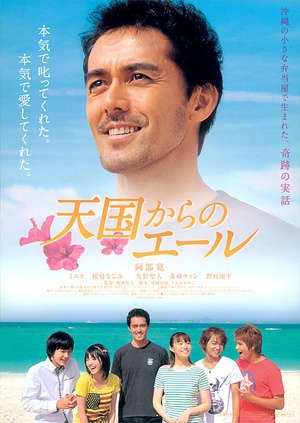 沖縄の小さな弁当屋で生まれた、奇跡の実話
本気で叱ってくれた。
本気で愛してくれた。
天国からの
エール
阿部 寛
ミムラ 桜庭ななみ 矢野聖人 森崎ウィン 野村周平